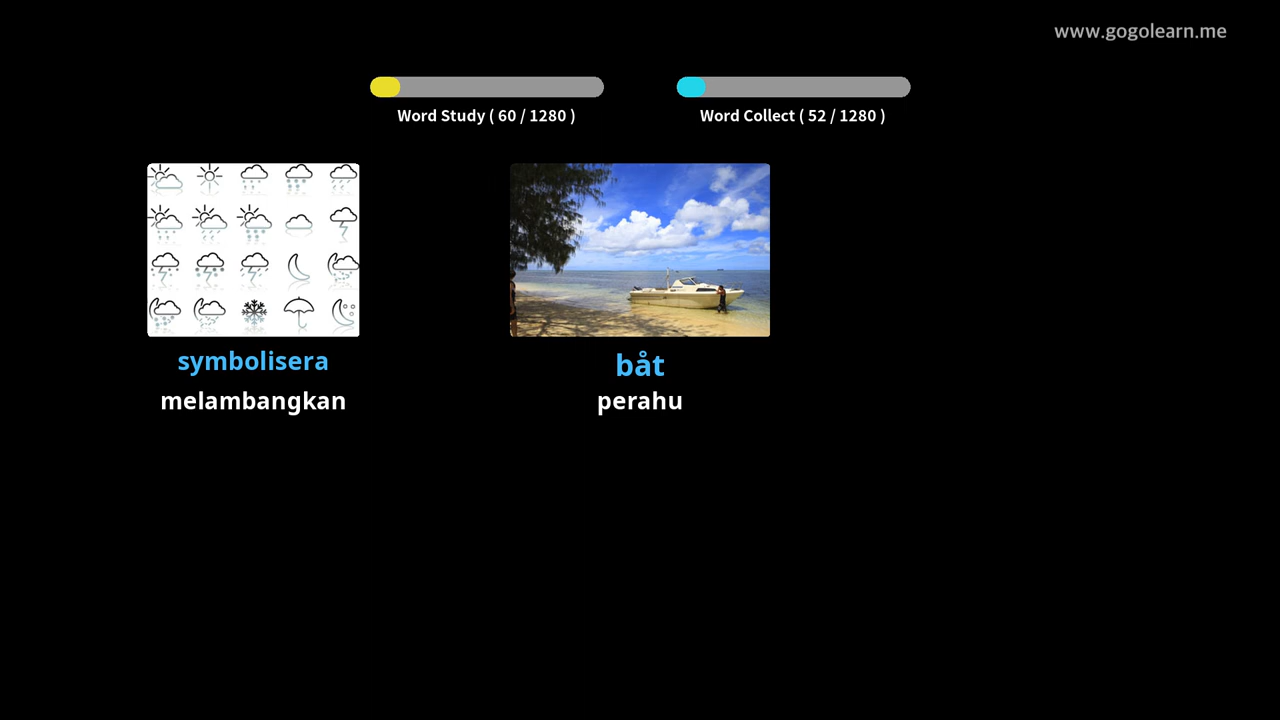 www.gogolearn.me
Word Study ( 60 / 1280 )
Word Collect ( 52 / 1280 )
symbolisera
melambangkan
båt
perahu